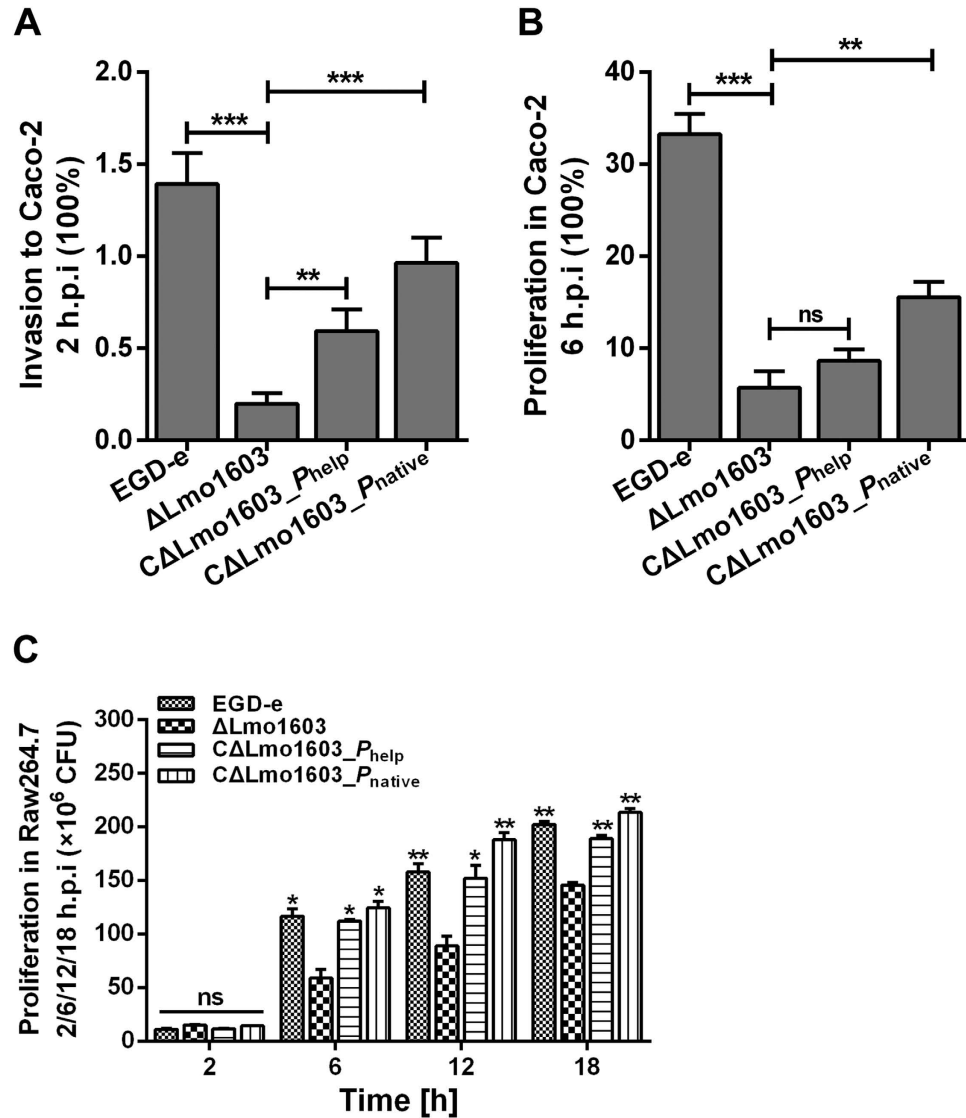 A
Invasion to Caco-2
2 h.p.i (100%)
2.0
1.5
1.0
0.5
0.0
***
***
**
EGD-e
ΔLmo1603
CΔLmo1603_Phelp
CΔLmo1603_Pnative
B
Proliferation in Caco-2
6 h.p.i (100%)
40
30
20
10
0
**
***
ns
EGD-e
ΔLmo1603
CΔLmo1603_Phelp
CΔLmo1603_Pnative
C
Proliferation in Raw264.7
2/6/12/18 h.p.i (×10⁶ CFU)
300
250
200
150
100
50
0
EGD-e
ΔLmo1603
CΔLmo1603_Phelp
CΔLmo1603_Pnative
ns
* * *
** * **
** ** **
2 6 12 18
Time [h]